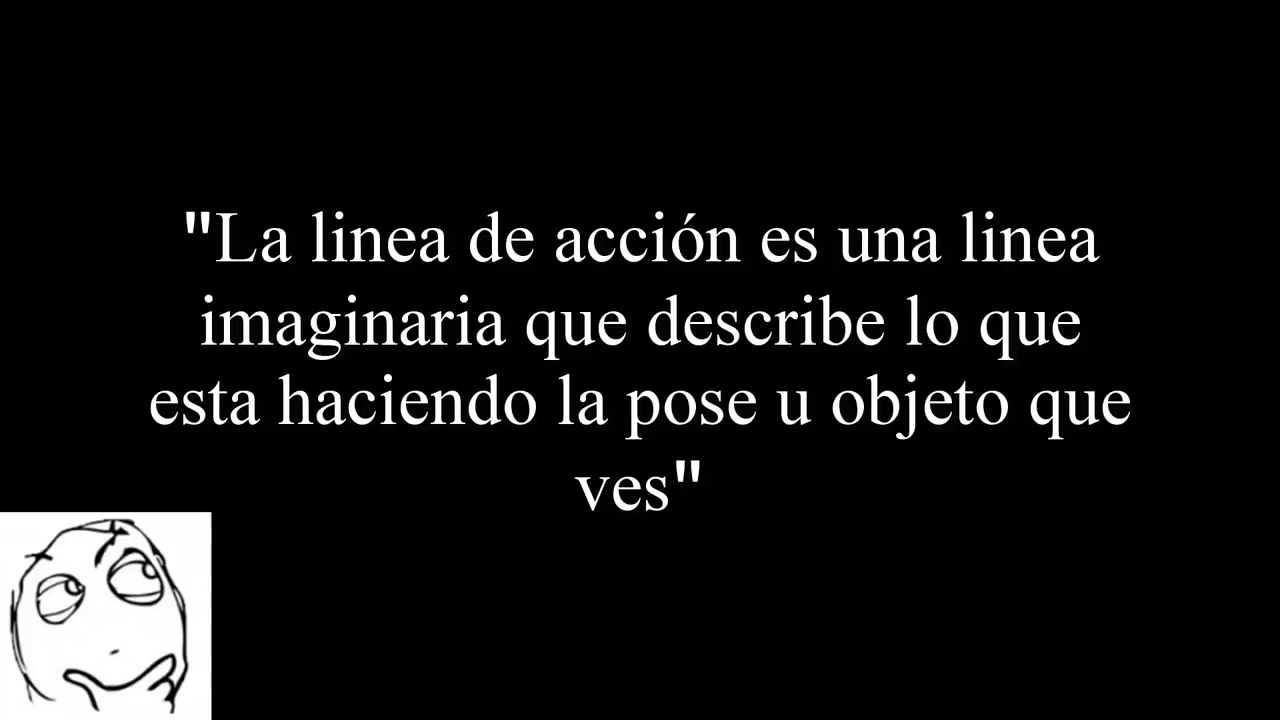 "La linea de acción es una linea
imaginaria que describe lo que
esta haciendo la pose u objeto que
ves"